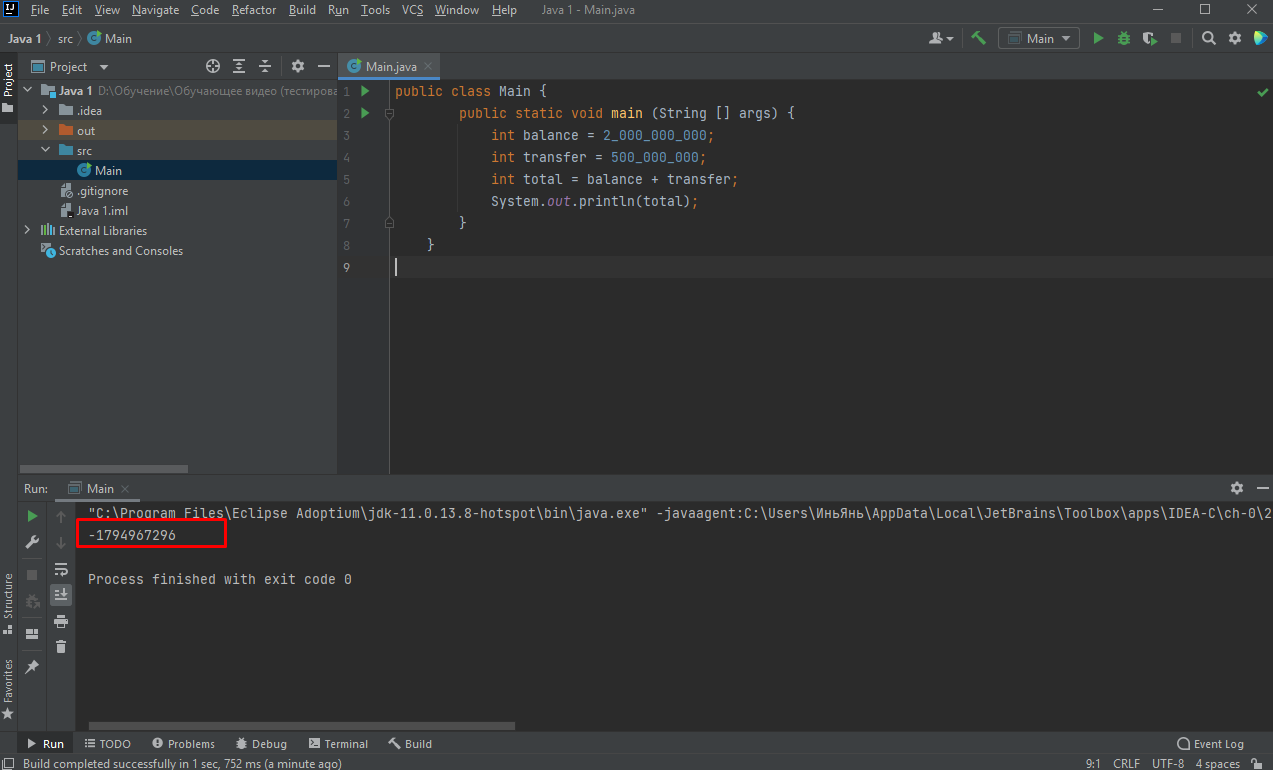 File Edit View Navigate Code Refactor Build Run Tools VCS Window Help Java 1 - Main.java
Java 1 src Main
Main
Project
Main.java
Project
Java 1 D:\Обучение\Обучающее видео (тестирова
.idea
out
src
Main
.gitignore
Java 1.iml
External Libraries
Scratches and Consoles
1 public class Main {
2 public static void main (String [] args) {
3 int balance = 2_000_000_000;
4 int transfer = 500_000_000;
5 int total = balance + transfer;
6 System.out.println(total);
7 }
8 }
9
Run: Main
"C:\Program Files\Eclipse Adoptium\jdk-11.0.13.8-hotspot\bin\java.exe" -javaagent:C:\Users\ИньЯнь\AppData\Local\JetBrains\Toolbox\apps\IDEA-C\ch-0\2
-1794967296
Process finished with exit code 0
Structure
Favorites
Run TODO Problems Debug Terminal Build Event Log
Build completed successfully in 1 sec, 752 ms (a minute ago) 9:1 CRLF UTF-8 4 spaces